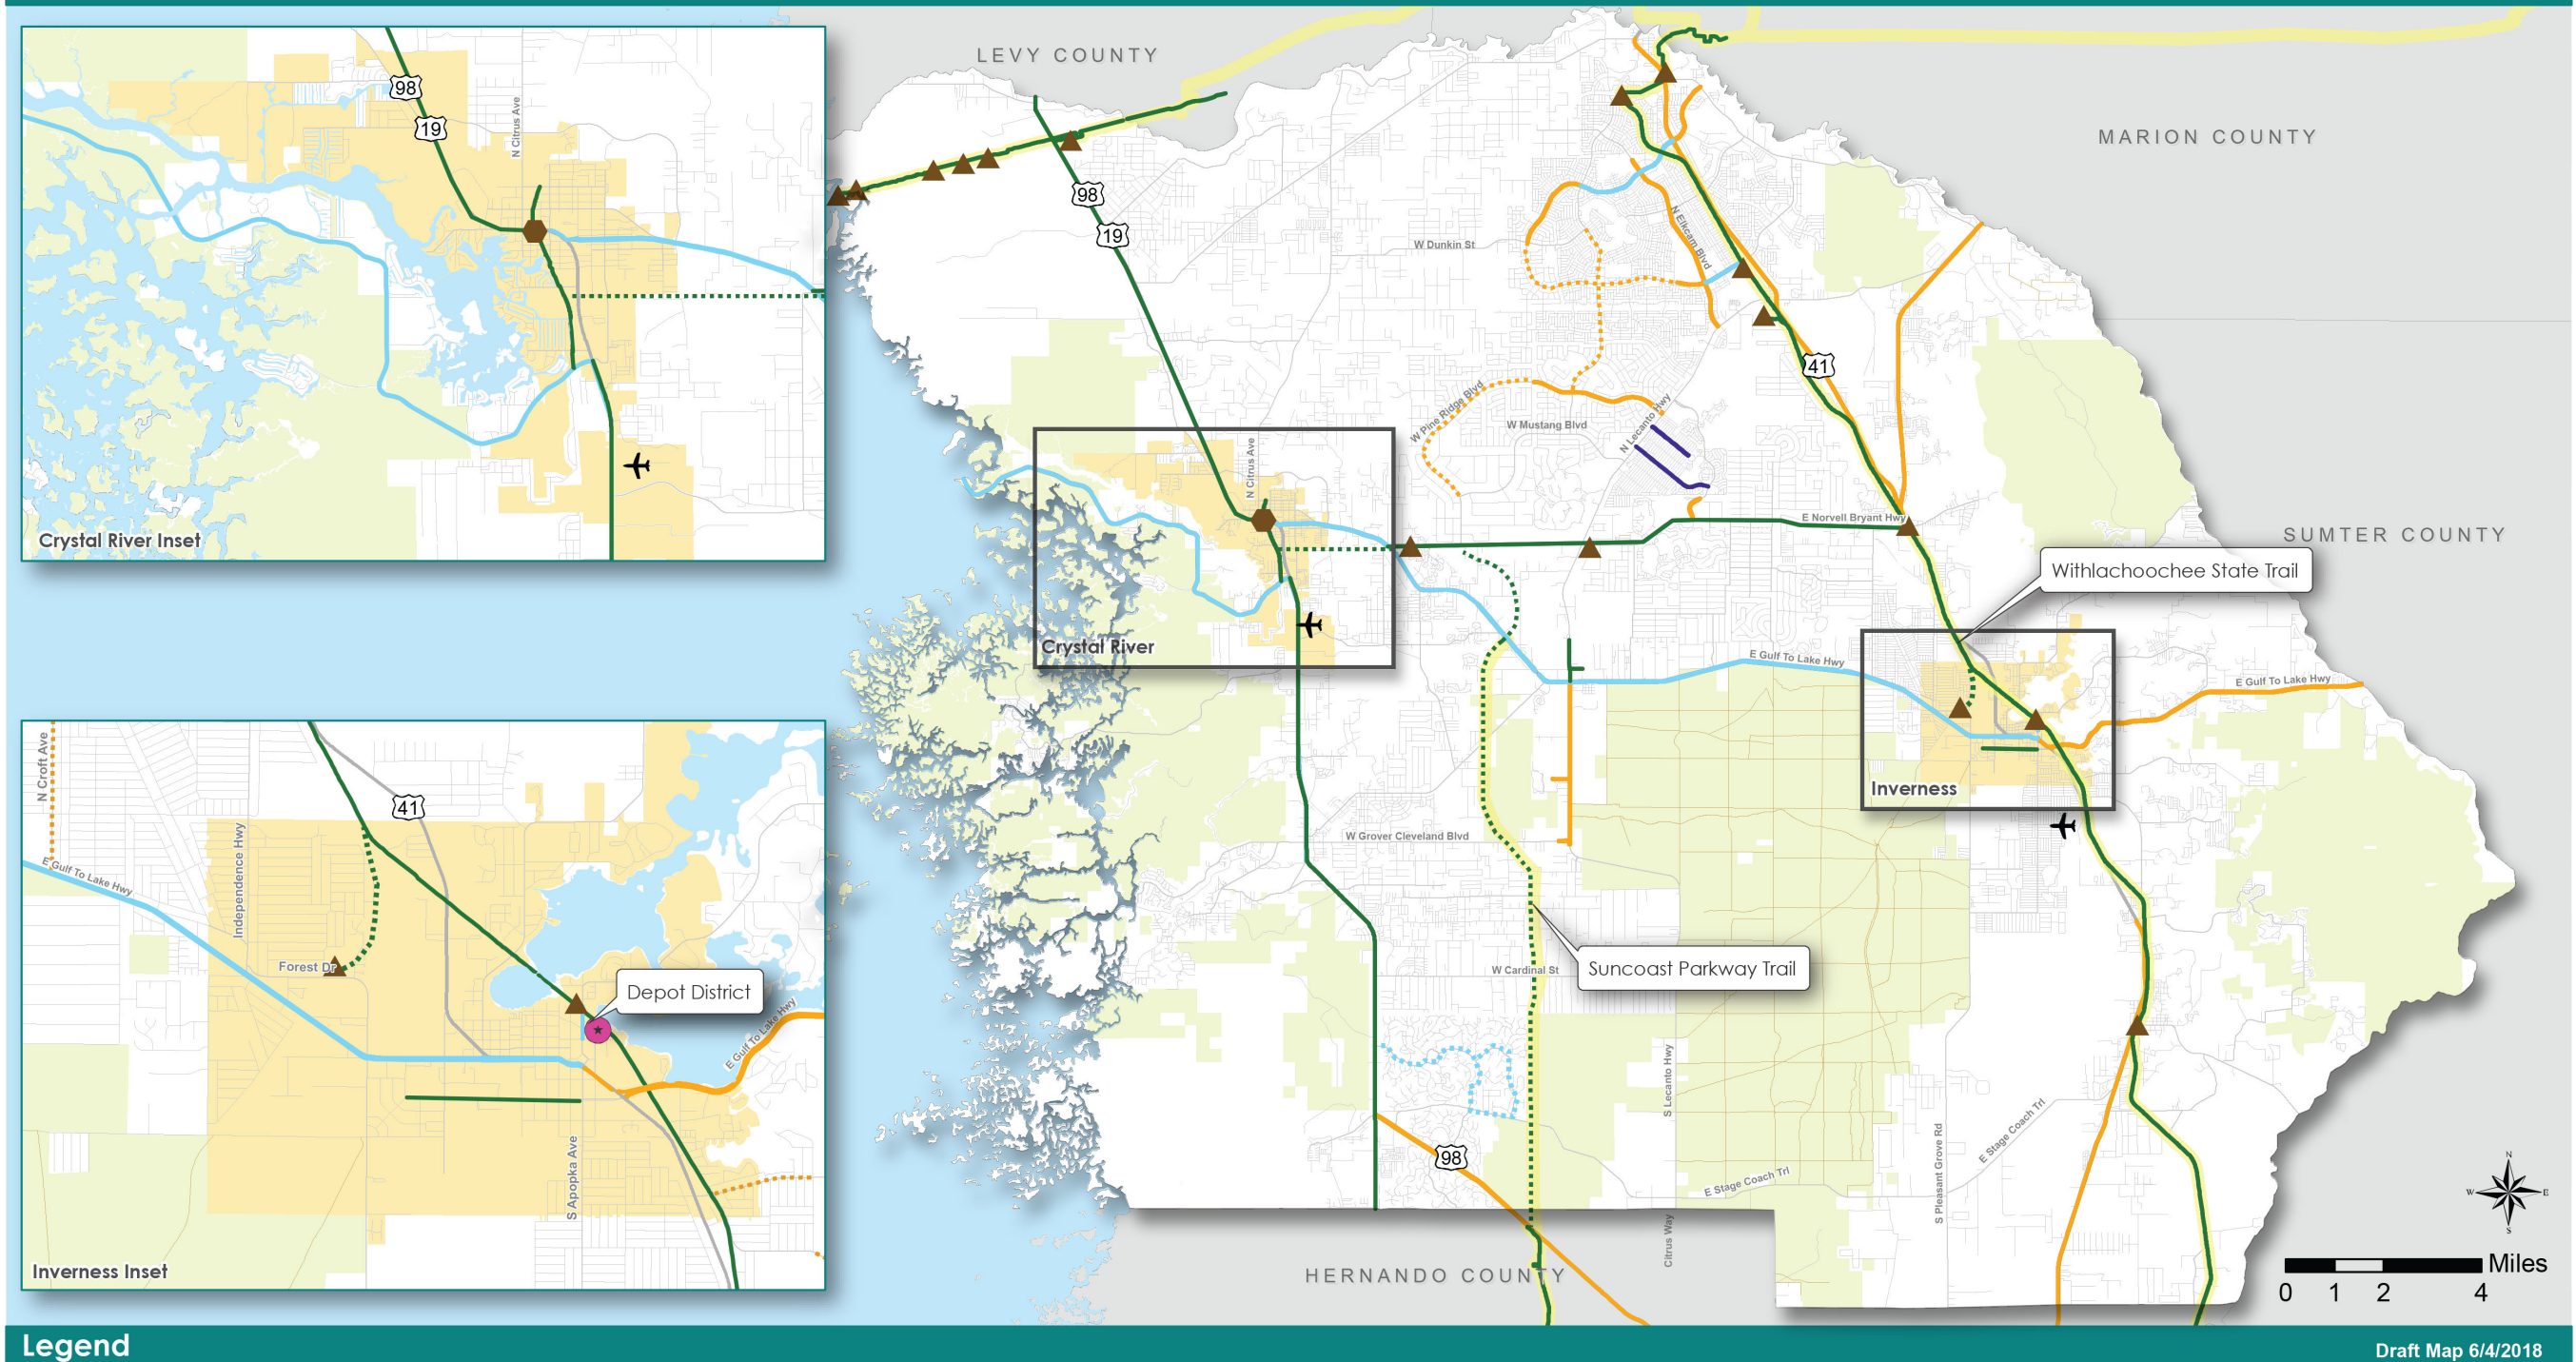 LEVY COUNTY
MARION COUNTY
SUMTER COUNTY
HERNANDO COUNTY
98
19
N Citrus Ave
Crystal River Inset
N Croft Ave
41
Independence Hwy
E Gulf To Lake Hwy
Forest Dr
Depot District
E Gulf To Lake Hwy
S Apopka Ave
Inverness Inset
98
19
W Dunkin St
N Elkcam Blvd
41
W Pine Ridge Blvd
W Mustang Blvd
N Lecanto Hwy
N Citrus Ave
E Norvell Bryant Hwy
Withlachoochee State Trail
Crystal River
E Gulf To Lake Hwy
E Gulf To Lake Hwy
Inverness
W Grover Cleveland Blvd
W Cardinal St
Suncoast Parkway Trail
S Lecanto Hwy
98
E Stage Coach Trl
E Stage Coach Trl
S Pleasant Grove Rd
Citrus Way
N
W
E
S
Miles
0 1 2 4
Legend
Draft Map 6/4/2018